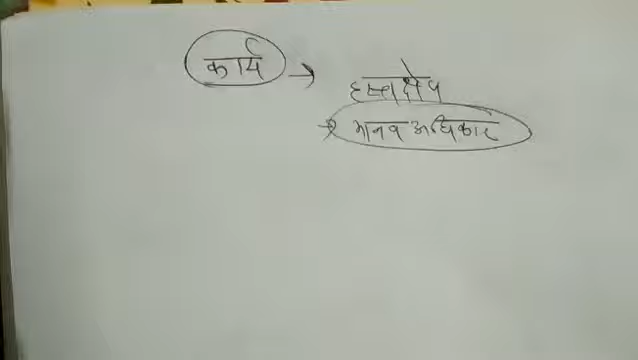 कार्य →
हस्तक्षेप
→ मानव अधिकार